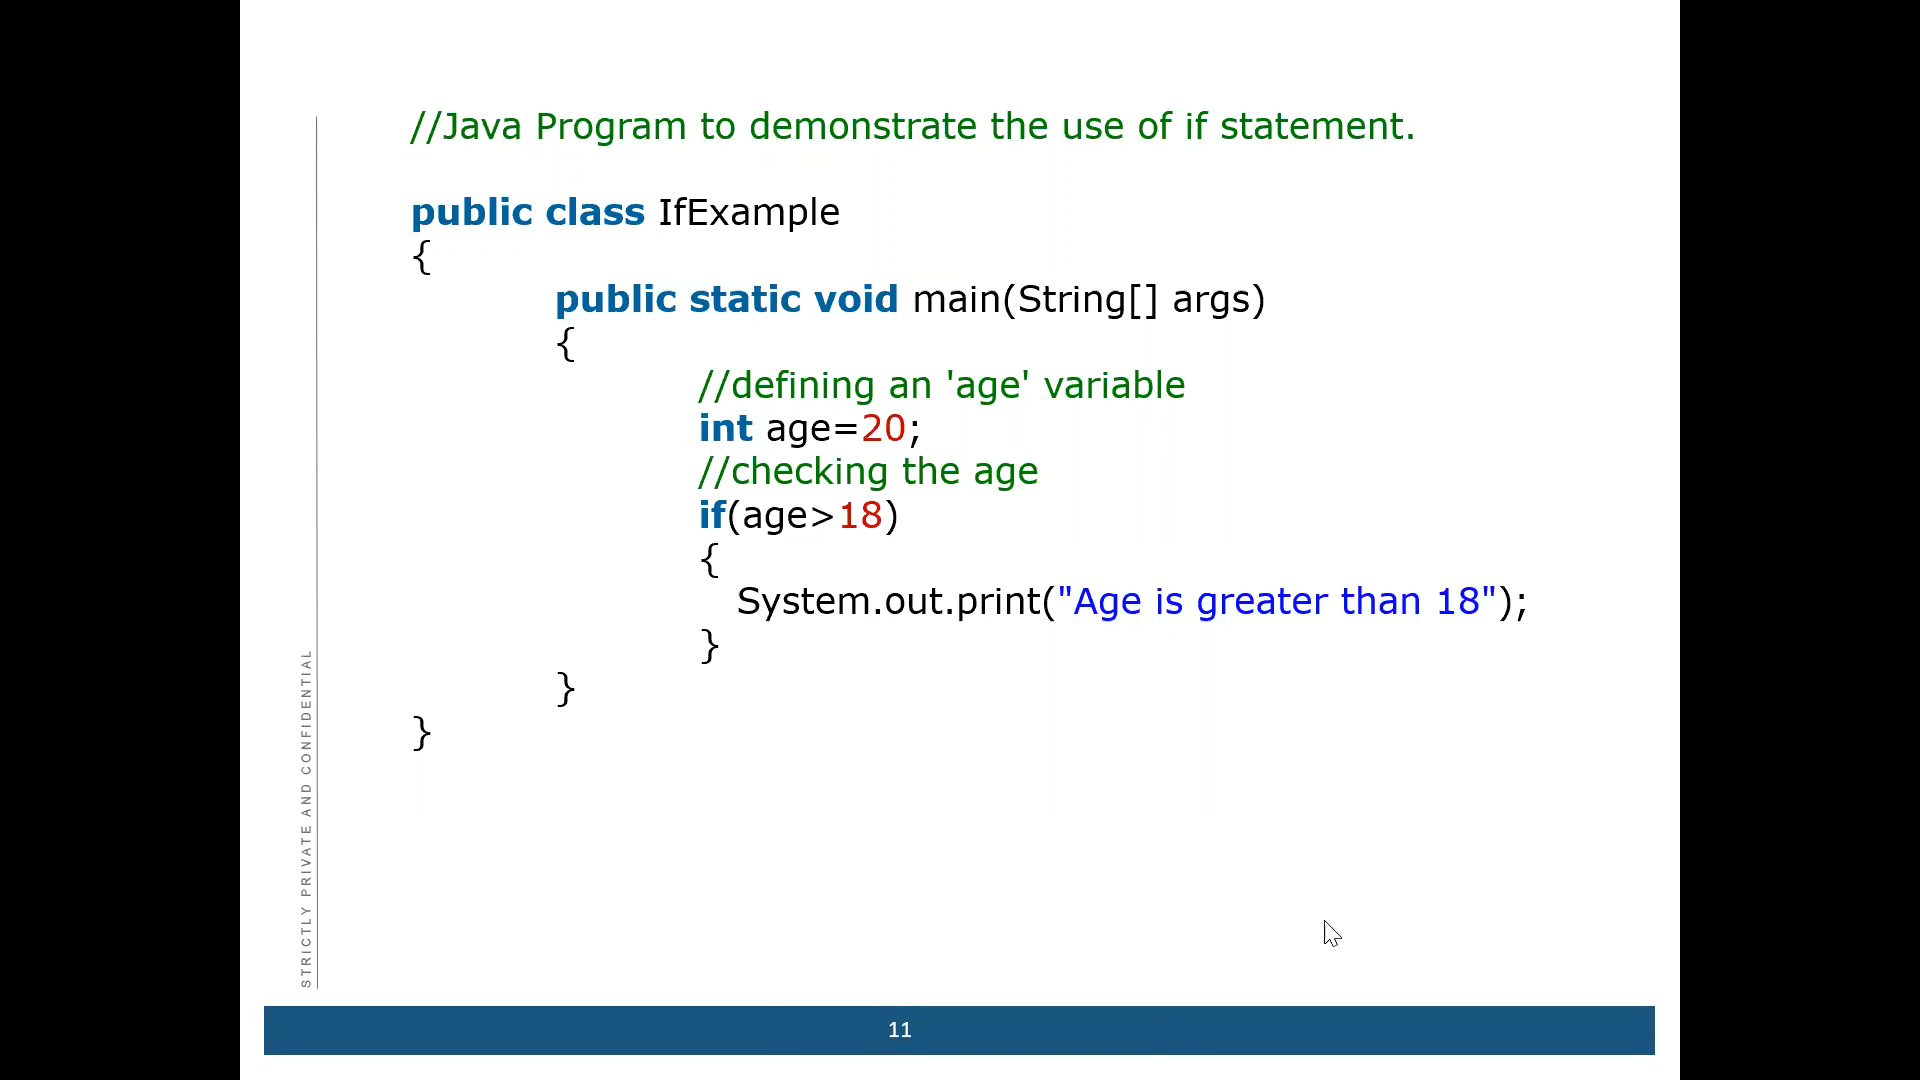 //Java Program to demonstrate the use of if statement.
public class IfExample
{
public static void main(String[] args)
{
//defining an 'age' variable
int age=20;
//checking the age
if(age>18)
{
System.out.print("Age is greater than 18");
}
}
}
STRICTLY PRIVATE AND CONFIDENTIAL
11